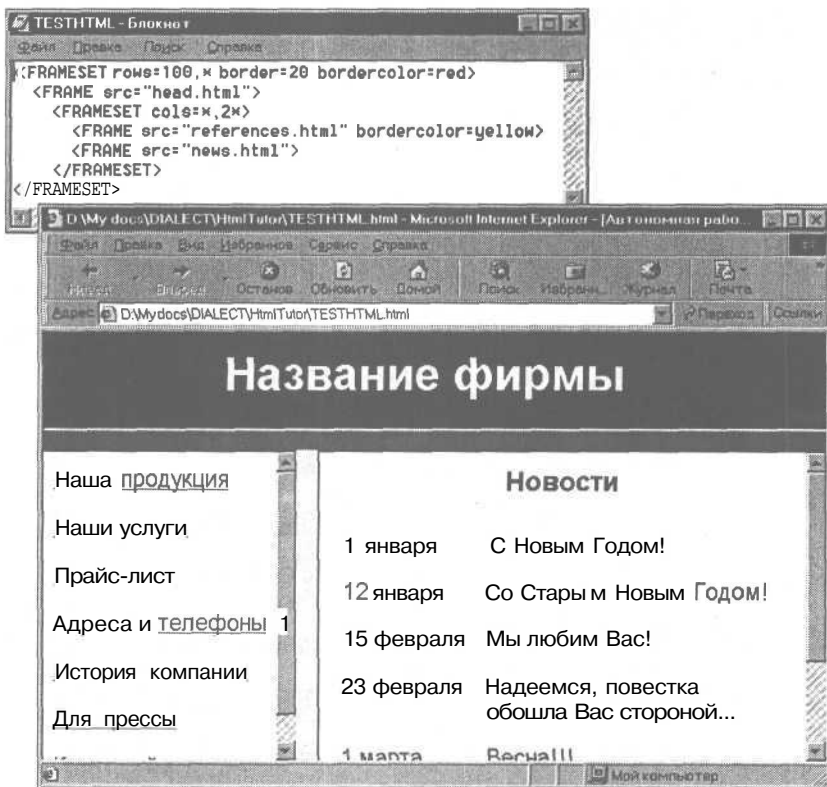 TESTHTML - Блокнот
Файл Правка Поиск Справка
<FRAMESET rows=100,* border=20 bordercolor=red>
<FRAME src="head.html">
<FRAMESET cols=*,2*>
<FRAME src="references.html" bordercolor=yellow>
<FRAME src="news.html">
</FRAMESET>
</FRAMESET>
D:\My docs\DIALECT\HtmlTutor\TESTHTML.html - Microsoft Internet Explorer - [Автономная рабо...
Файл Правка Вид Избранное Сервис Справка
Назад Вперед Останов Обновить Домой Поиск Избранн. Журнал Почта
Адрес D:\Mydocs\DIALECT\HtmlTutor\TESTHTML.html Переход Ссылки
Название фирмы
Наша продукция
Наши услуги
Прайс-лист
Адреса и телефоны 1
История компании
Для прессы
Новости
1 января С Новым Годом!
12 января Со Стары м Новым Годом!
15 февраля Мы любим Вас!
23 февраля Надеемся, повестка
обошла Вас стороной...
1 марта Весна!!!
Мой компьютер